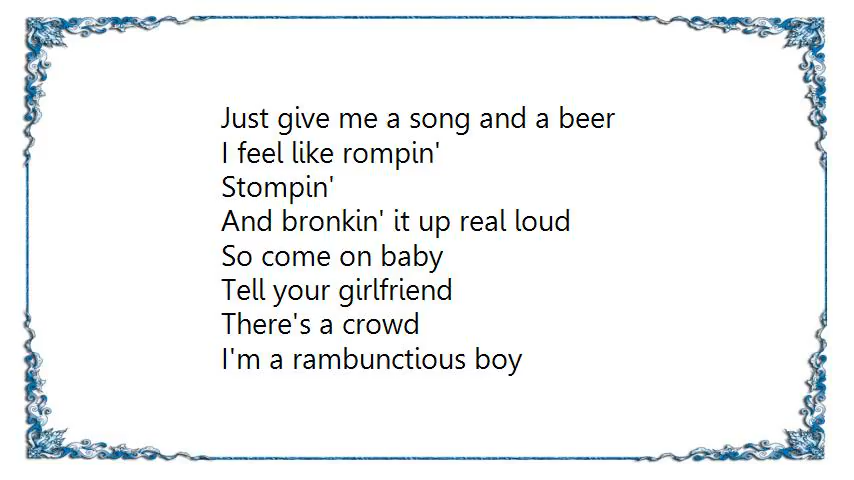 Just give me a song and a beer
I feel like rompin'
Stompin'
And bronkin' it up real loud
So come on baby
Tell your girlfriend
There's a crowd
I'm a rambunctious boy